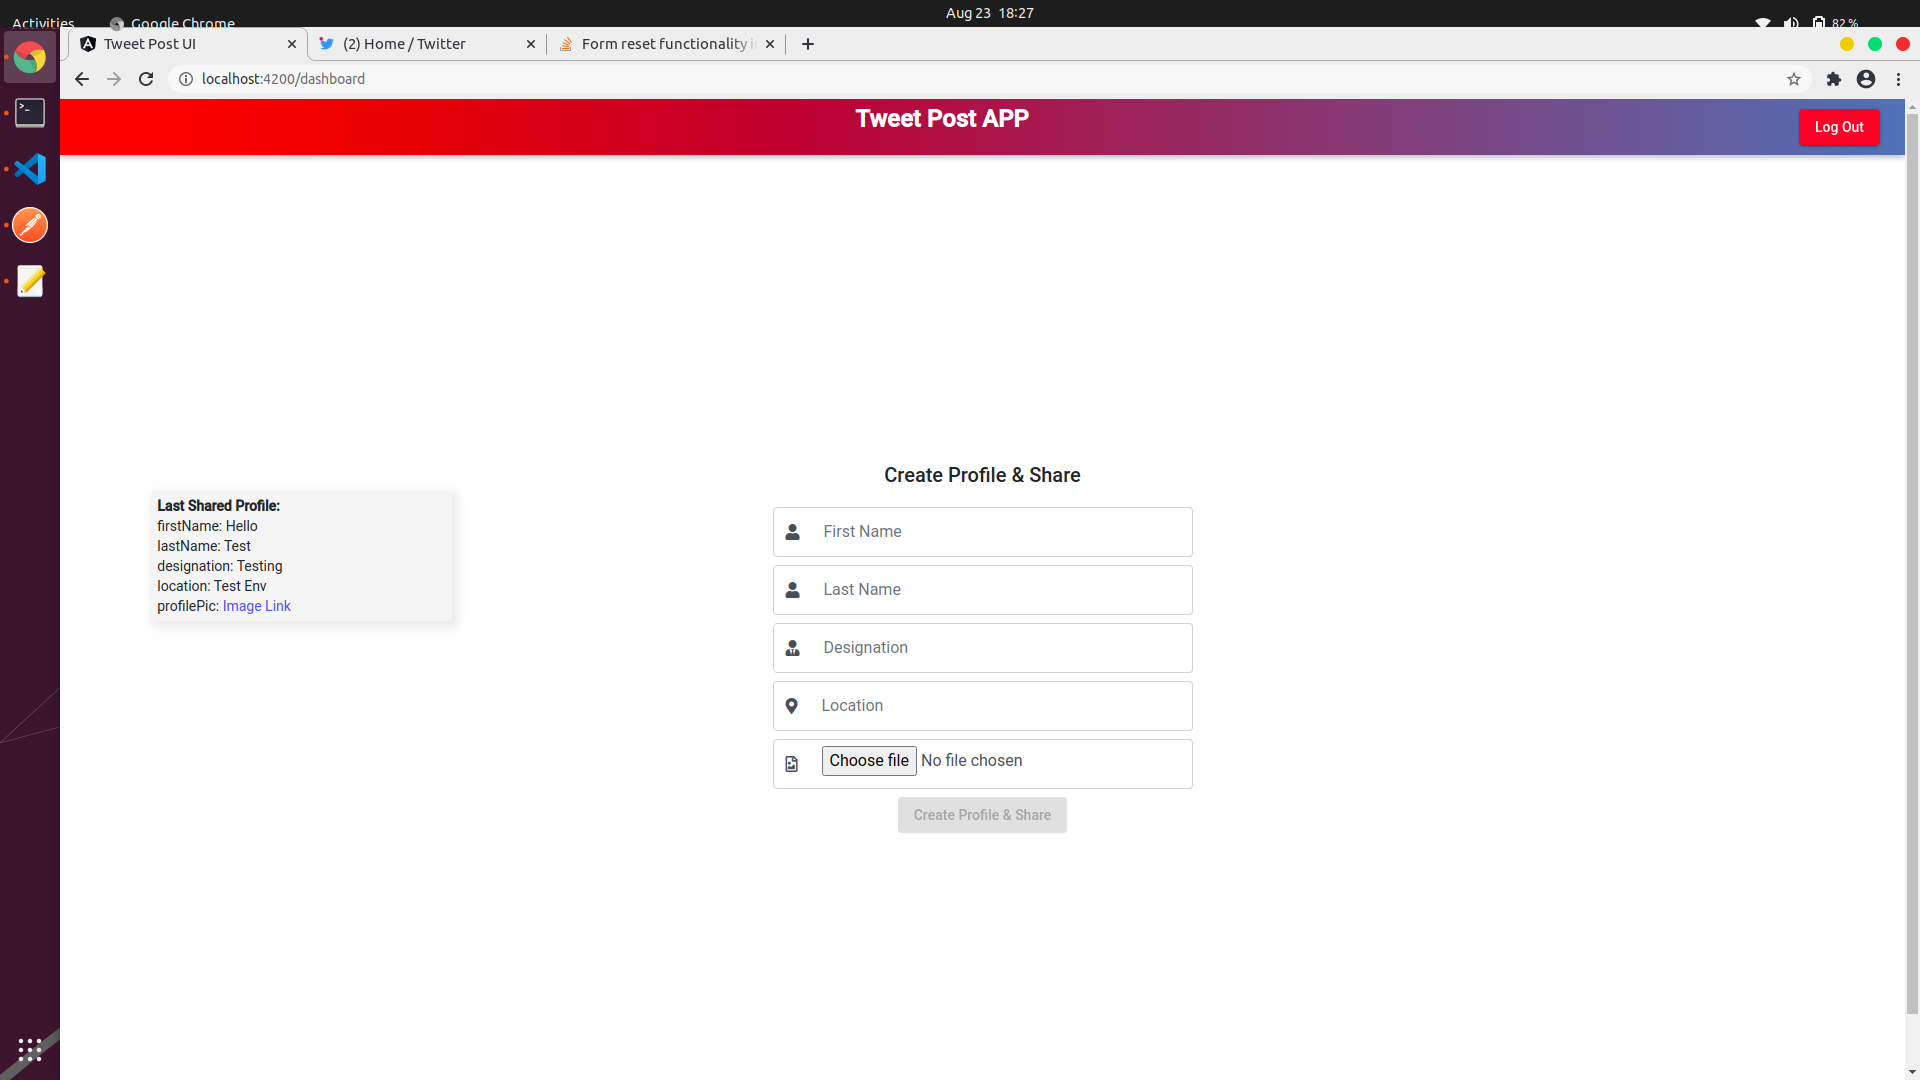 Aug 23 18:27
Activities
Google Chrome
82 %
Tweet Post UI
(2) Home / Twitter
Form reset functionality
localhost:4200/dashboard
Tweet Post APP
Log Out
Create Profile & Share
Last Shared Profile:
firstName: Hello
lastName: Test
designation: Testing
location: Test Env
profilePic: Image Link
First Name
Last Name
Designation
Location
Choose file No file chosen
Create Profile & Share